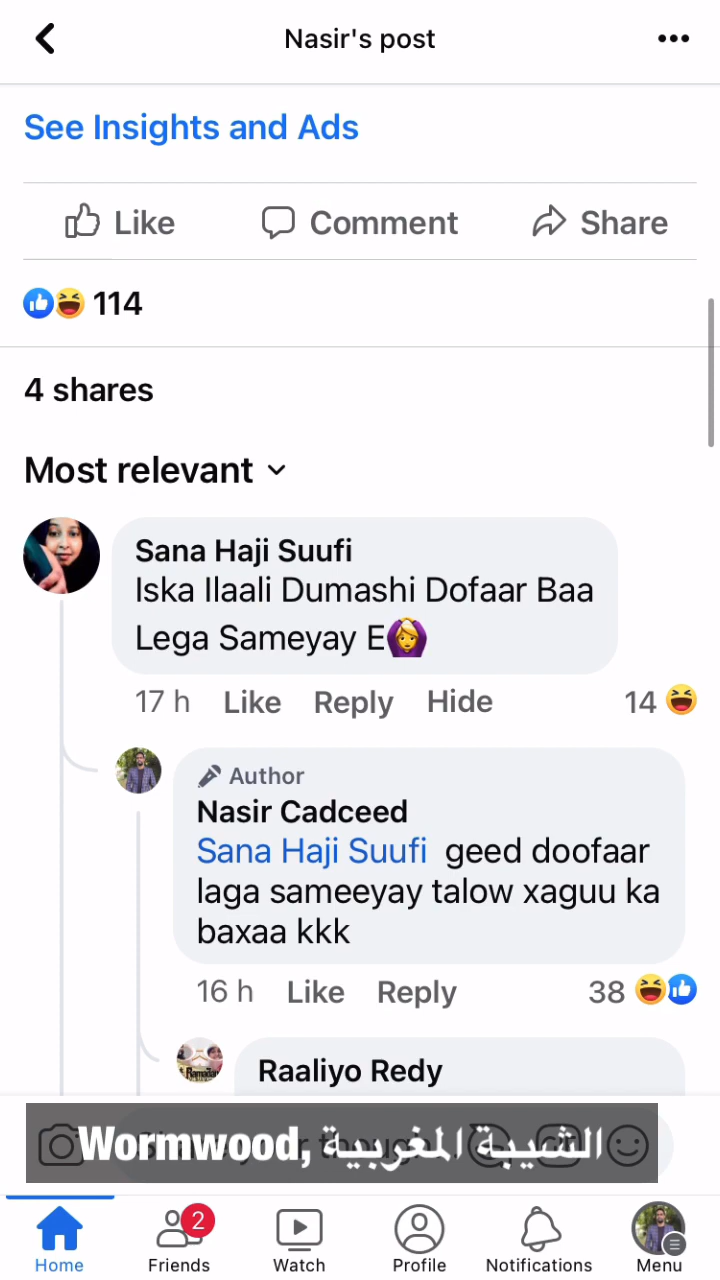 Nasir's post
See Insights and Ads
Like Comment Share
114
4 shares
Most relevant
Sana Haji Suufi
Iska Ilaali Dumashi Dofaar Baa
Lega Sameyay E
17 h Like Reply Hide 14
Author
Nasir Cadceed
Sana Haji Suufi geed doofaar
laga sameeyay talow xaguu ka
baxaa kkk
16 h Like Reply 38
Raaliyo Redy
Wormwood, الشيبة المغربية
2
Home Friends Watch Profile Notifications Menu